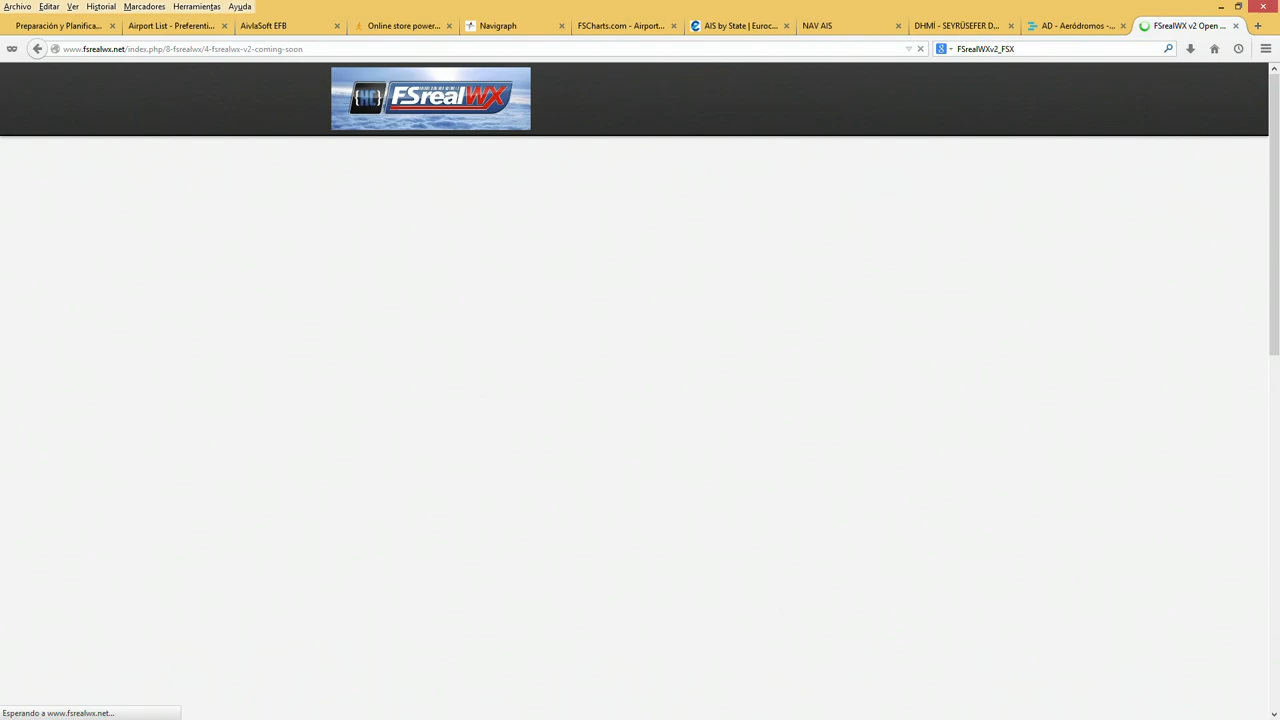 Archivo Editar Ver Historial Marcadores Herramientas Ayuda
Preparación y Planifica... Airport List - Preferenti... AivlaSoft EFB Online store power... Navigraph FSCharts.com - Airport... AIS by State | Euroc... NAV AIS DHMİ - SEYRÜSEFER D... AD - Aeródromos -... FSrealWX v2 Open ...
www.fsrealwx.net/index.php/8-fsrealwx/4-fsrealwx-v2-coming-soon FSrealWXv2_FSX
{HC} FSrealWX
Esperando a www.fsrealwx.net...